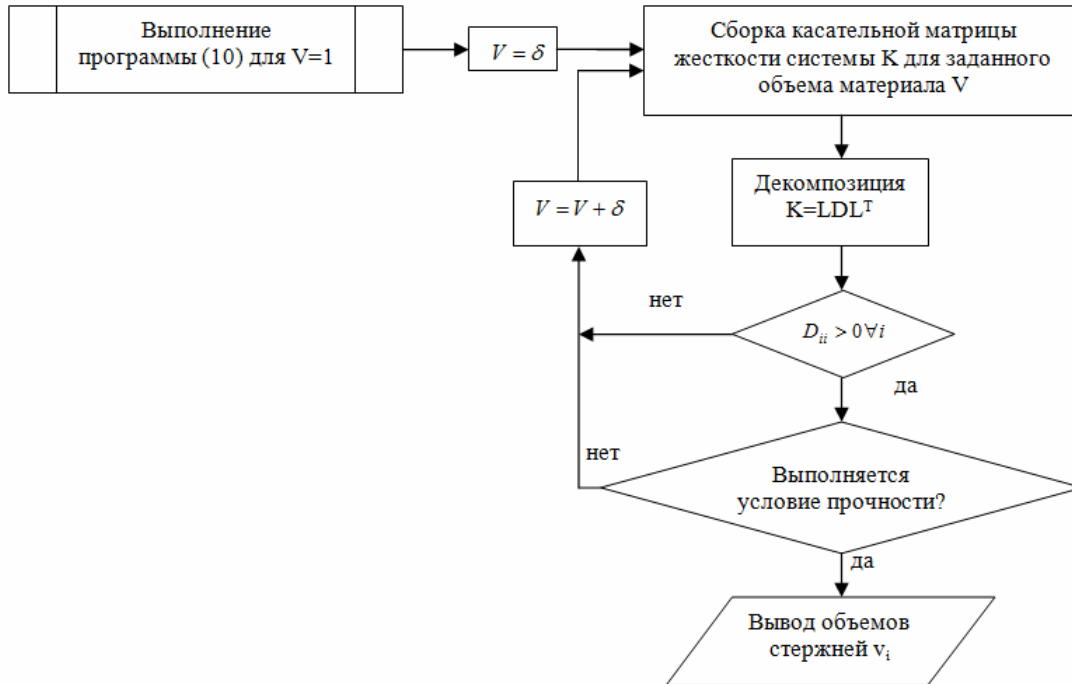 Выполнение
программы (10) для V=1
V = δ
Сборка касательной матрицы
жесткости системы K для заданного
объема материала V
Декомпозиция
K=LDLᵀ
V = V + δ
нет
D_ii > 0 ∀i
да
нет
Выполняется
условие прочности?
да
Вывод объемов
стержней v_i